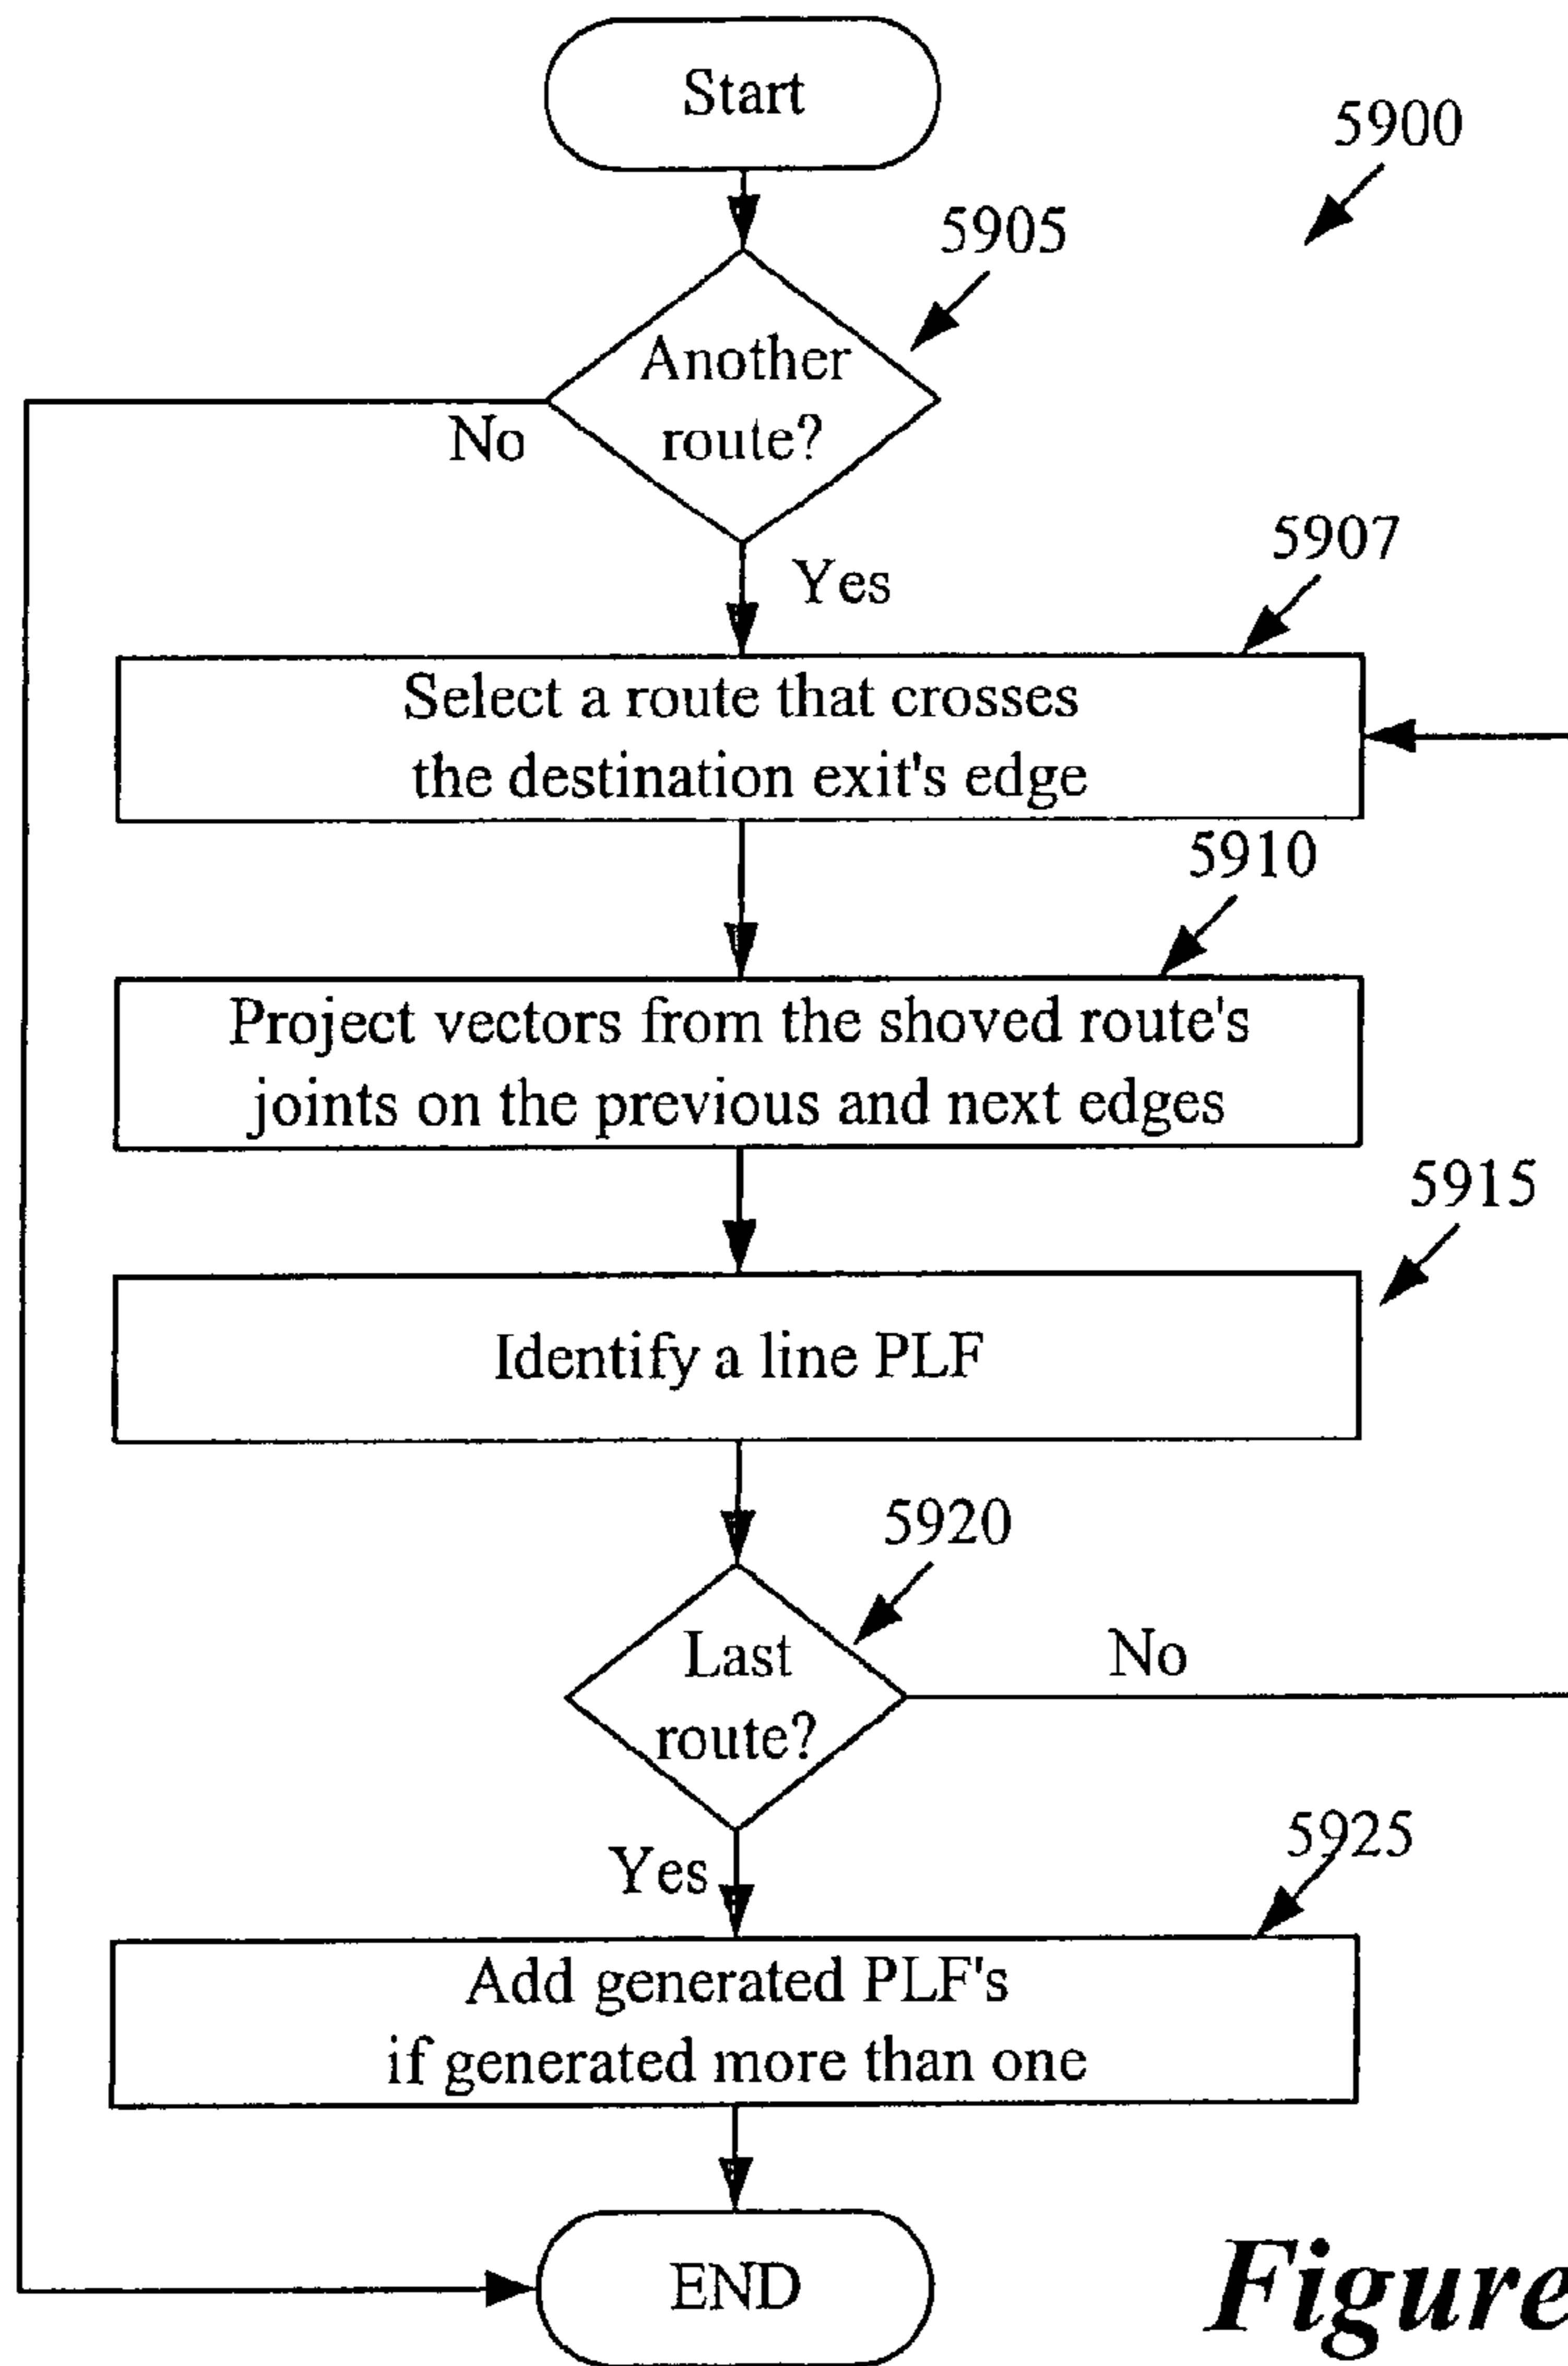 Start
5900
5905
Another
route?
No
Yes
5907
Select a route that crosses
the destination exit's edge
5910
Project vectors from the shoved route's
joints on the previous and next edges
5915
Identify a line PLF
5920
Last
route?
No
Yes
5925
Add generated PLF's
if generated more than one
END
Figure